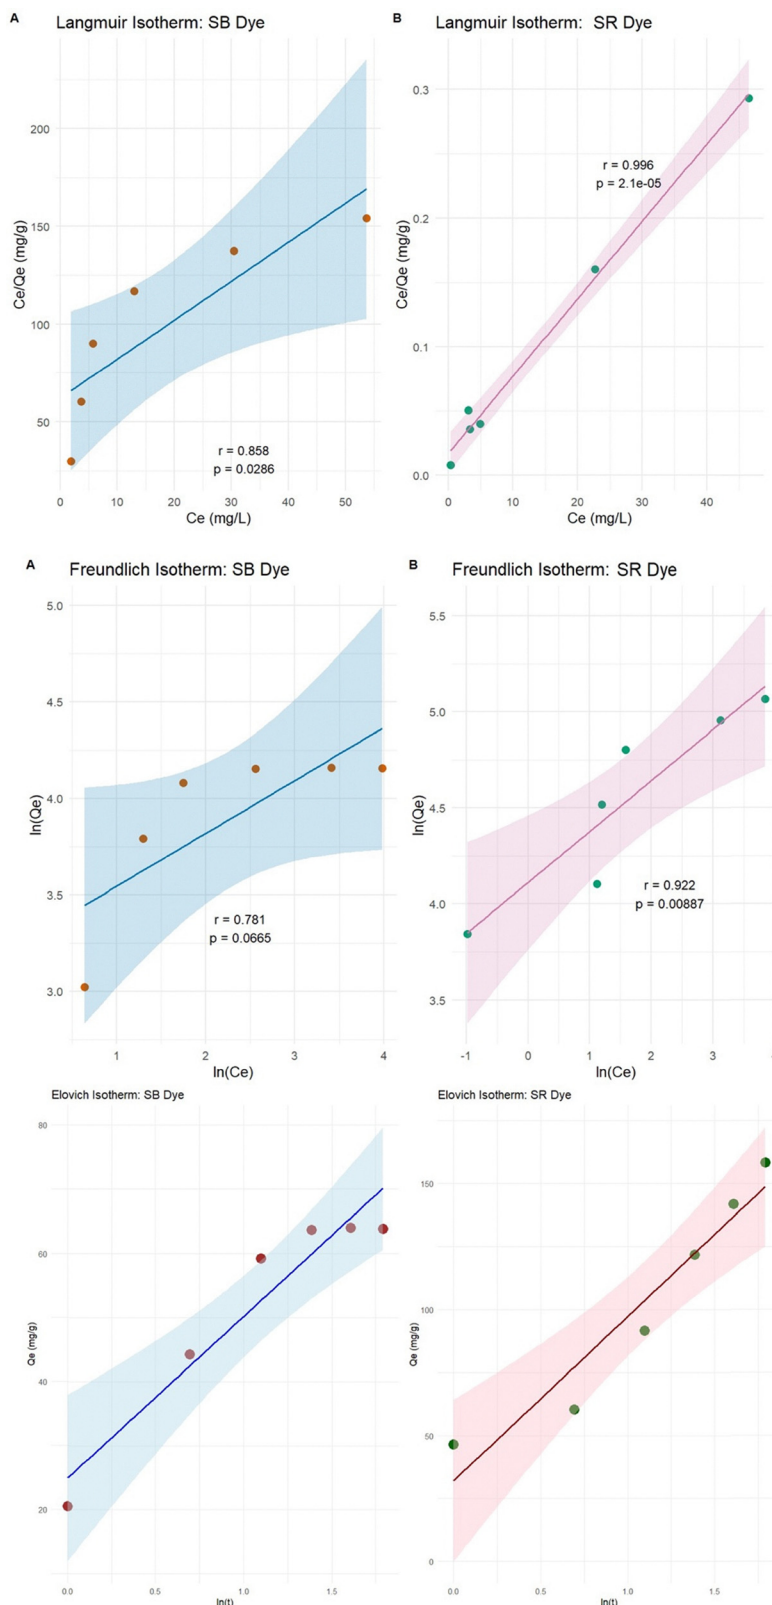 A
Langmuir Isotherm: SB Dye
Ce/Qe (mg/g)
200
150
100
50
r = 0.858
p = 0.0286
0 10 20 30 40 50
Ce (mg/L)
B
Langmuir Isotherm: SR Dye
Ce/Qe (mg/g)
0.3
0.2
0.1
0.0
r = 0.996
p = 2.1e-05
0 10 20 30 40
Ce (mg/L)
A
Freundlich Isotherm: SB Dye
ln(Qe)
5.0
4.5
4.0
3.5
3.0
r = 0.781
p = 0.0665
1 2 3 4
ln(Ce)
B
Freundlich Isotherm: SR Dye
ln(Qe)
5.5
5.0
4.5
4.0
3.5
r = 0.922
p = 0.00887
-1 0 1 2 3
ln(Ce)
Elovich Isotherm: SB Dye
Qe (mg/g)
80
60
40
20
0.0 0.5 1.0 1.5
ln(t)
Elovich Isotherm: SR Dye
Qe (mg/g)
150
100
50
0
0.0 0.5 1.0 1.5
ln(t)